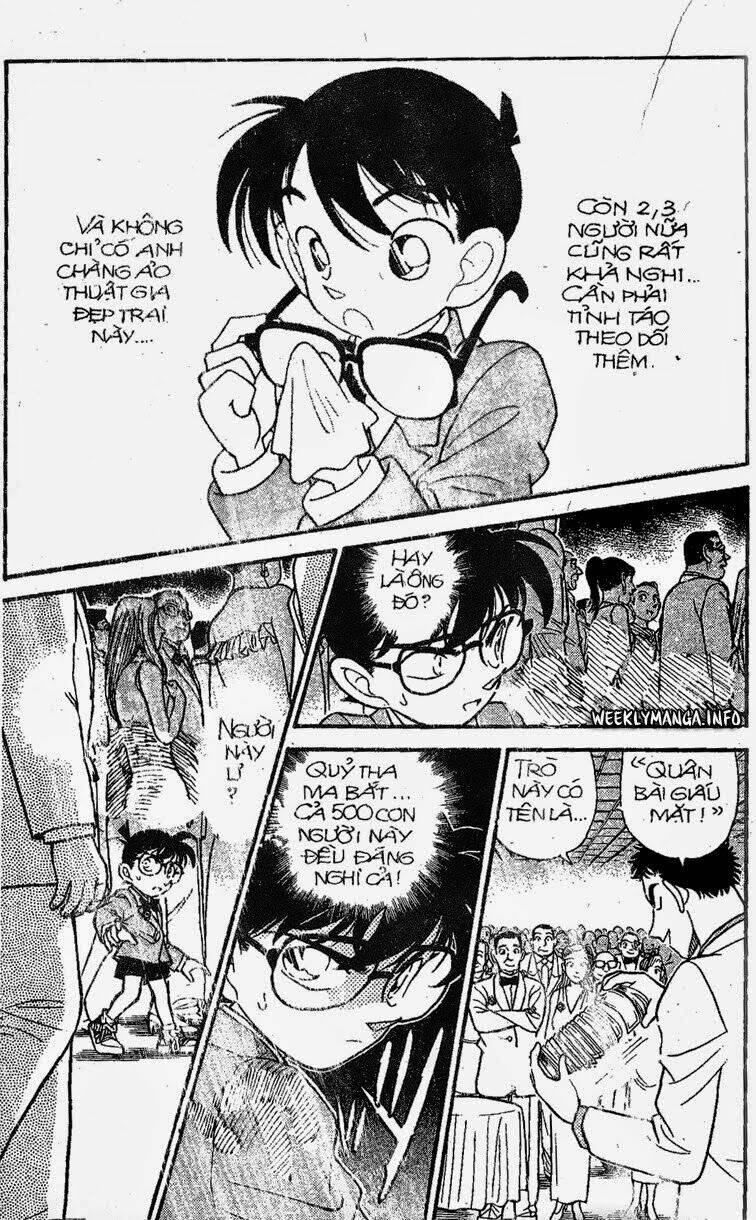 CÒN 2, 3
NGƯỜI NỮA
CŨNG RẤT
KHẢ NGHI...
CẦN PHẢI
TỈNH TÁO
THEO DÕI
THÊM.
VÀ KHÔNG
CHỈ CÓ ANH
CHÀNG ẢO
THUẬT GIA
ĐẸP TRAI
NÀY....
HAY
LÀ ÔNG
ĐÓ?
WEEKLYMANGA.INFO
NGƯỜI
NÀY
Ư
?
"QUÂN
BÀI GIẤU
MẶT!"
TRÒ
NÀY CÓ
TÊN LÀ...
QUỶ THA
MA BẮT...
CẢ 500 CON
NGƯỜI NÀY
ĐỀU ĐÁNG
NGHI CẢ!